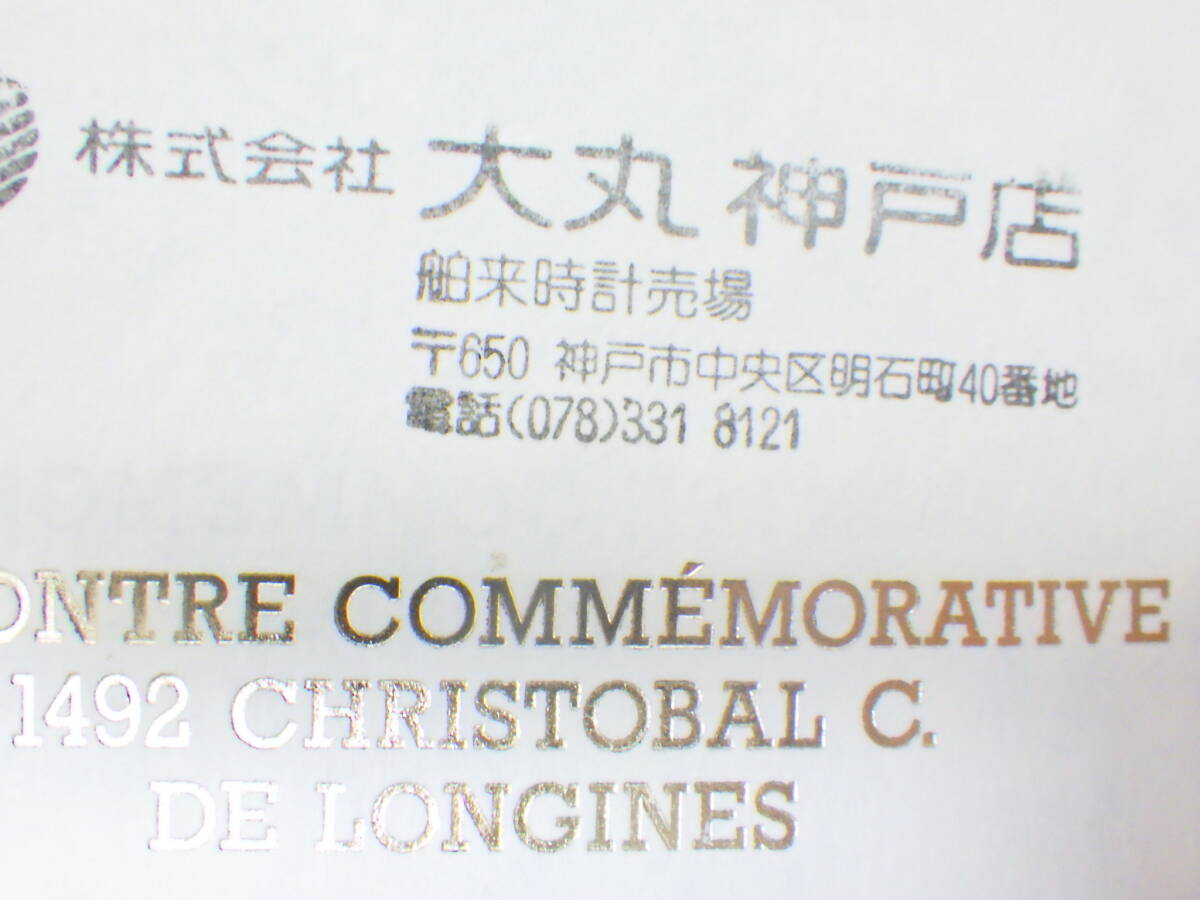 株式会社 大丸 神戸店
舶来時計売場
〒650 神戸市中央区明石町40番地
電話(078)331 8121
ONTRE COMMÉMORATIVE
1492 CHRISTOBAL C.
DE LONGINES